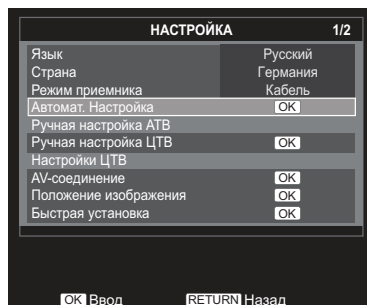 НАСТРОЙКА 1/2
Язык Русский
Страна Германия
Режим приемника Кабель
Автомат. Настройка OK
Ручная настройка АТВ
Ручная настройка ЦТВ OK
Настройки ЦТВ
AV-соединение OK
Положение изображения OK
Быстрая установка OK
OK Ввод RETURN Назад